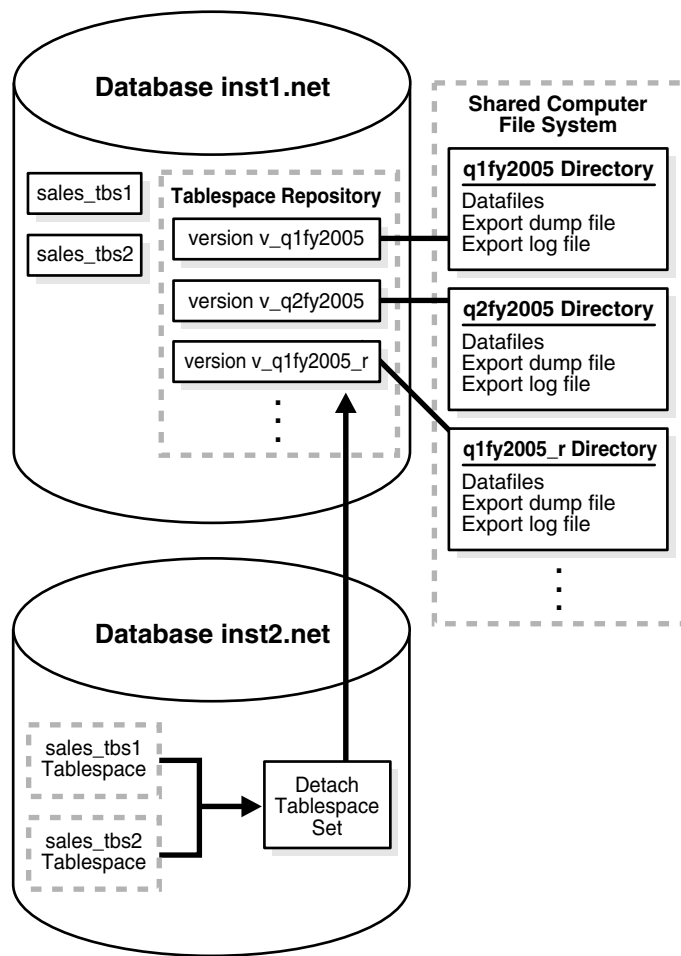 Database inst1.net
sales_tbs1
sales_tbs2
Tablespace Repository
version v_q1fy2005
version v_q2fy2005
version v_q1fy2005_r
Shared Computer
File System
q1fy2005 Directory
Datafiles
Export dump file
Export log file
q2fy2005 Directory
Datafiles
Export dump file
Export log file
q1fy2005_r Directory
Datafiles
Export dump file
Export log file
Database inst2.net
sales_tbs1
Tablespace
sales_tbs2
Tablespace
Detach
Tablespace
Set